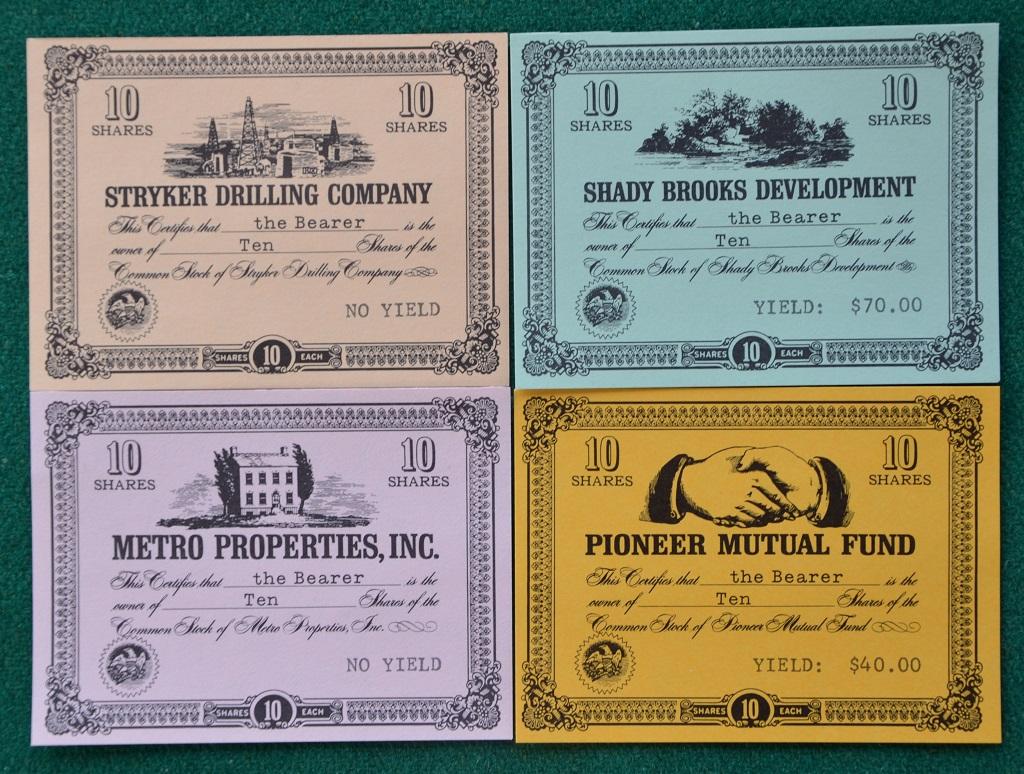 10 SHARES 10 SHARES
STRYKER DRILLING COMPANY
This Certifies that the Bearer is the
owner of Ten Shares of the
Common Stock of Stryker Drilling Company
NO YIELD
SHARES 10 EACH
10 SHARES 10 SHARES
SHADY BROOKS DEVELOPMENT
This Certifies that the Bearer is the
owner of Ten Shares of the
Common Stock of Shady Brooks Development
YIELD: $70.00
SHARES 10 EACH
10 SHARES 10 SHARES
METRO PROPERTIES, INC.
This Certifies that the Bearer is the
owner of Ten Shares of the
Common Stock of Metro Properties, Inc.
NO YIELD
SHARES 10 EACH
10 SHARES 10 SHARES
PIONEER MUTUAL FUND
This Certifies that the Bearer is the
owner of Ten Shares of the
Common Stock of Pioneer Mutual Fund
YIELD: $40.00
SHARES 10 EACH